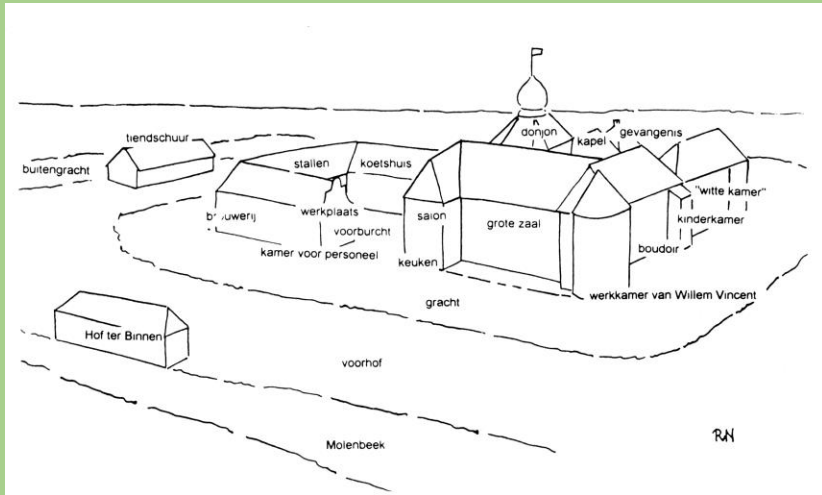 donjon
gevangenis
tiendschuur
kapel
stallen
koetshuis
buitengracht
"witte kamer"
werkplaats
salon
kinderkamer
grote zaal
voorburcht
boudoir
kamer voor personeel
keuken
werkkamer van Willem Vincent
gracht
Hof ter Binnen
voorhof
RN
Molenbeek